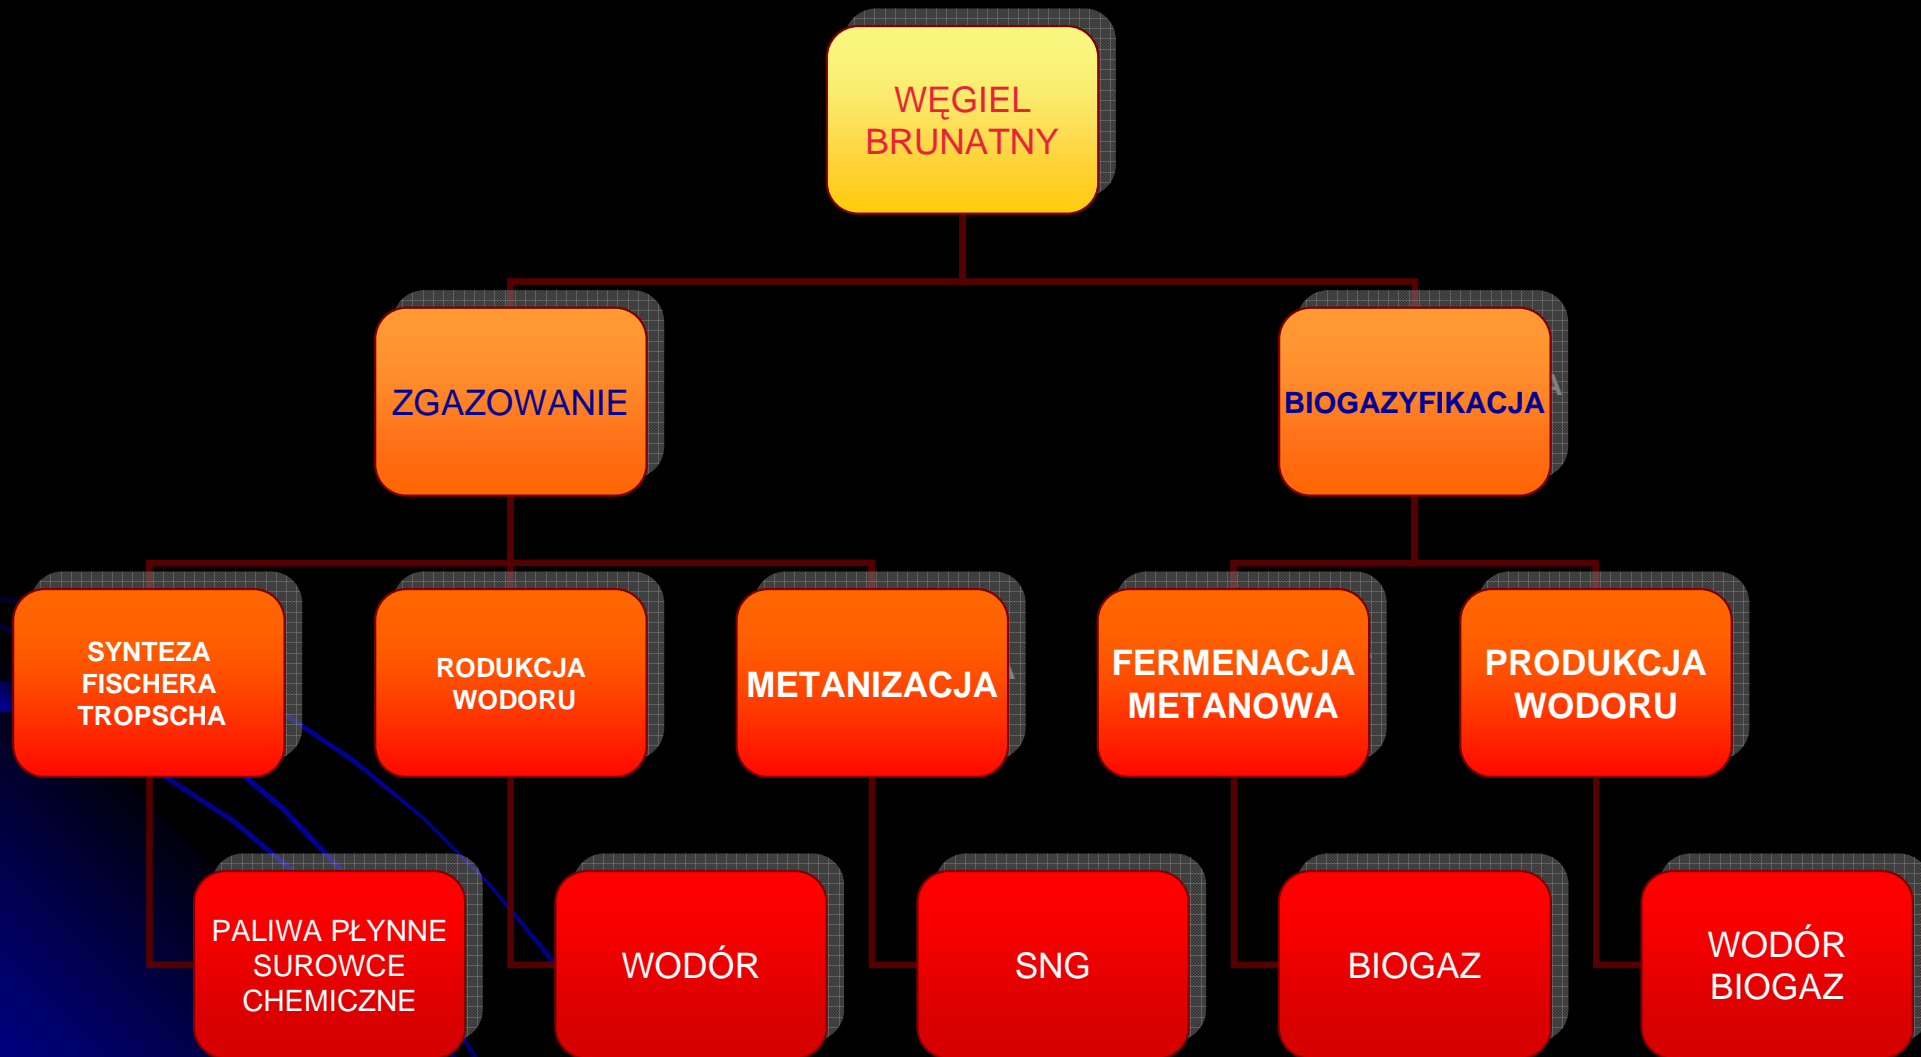 WĘGIEL
BRUNATNY
ZGAZOWANIE
BIOGAZYFIKACJA
SYNTEZA
FISCHERA
TROPSCHA
RODUKCJA
WODORU
METANIZACJA
FERMENACJA
METANOWA
PRODUKCJA
WODORU
PALIWA PŁYNNE
SUROWCE
CHEMICZNE
WODÓR
SNG
BIOGAZ
WODÓR
BIOGAZ